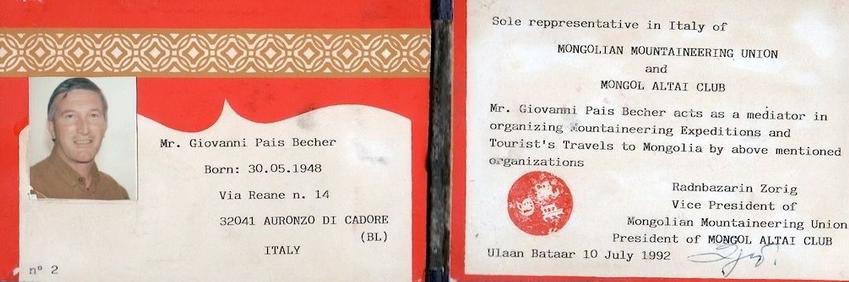 Mr. Giovanni Pais Becher
Born: 30.05.1948
Via Reane n. 14
32041 AURONZO DI CADORE
(BL)
ITALY
n° 2
Sole reppresentative in Italy of
MONGOLIAN MOUNTAINEERING UNION
and
MONGOL ALTAI CLUB
Mr. Giovanni Pais Becher acts as a mediator in
organizing Mountaineering Expeditions and
Tourist's Travels to Mongolia by above mentioned
organizations
Radnbazarin Zorig
Vice President of
Mongolian Mountaineering Union
President of MONGOL ALTAI CLUB
Ulaan Bataar 10 July 1992